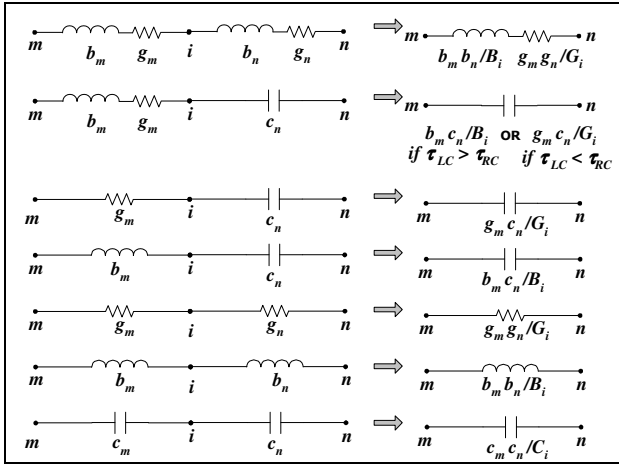 m b_m g_m i b_n g_n n m b_m b_n/B_i g_m g_n/G_i n
m b_m g_m i c_n n m n
b_m c_n/B_i OR g_m c_n/G_i
if τ_LC > τ_RC if τ_LC < τ_RC
m g_m i c_n n m g_m c_n/G_i n
m b_m i c_n n m b_m c_n/B_i n
m g_m i g_n n m g_m g_n/G_i n
m b_m i b_n n m b_m b_n/B_i n
m c_m i c_n n m c_m c_n/C_i n